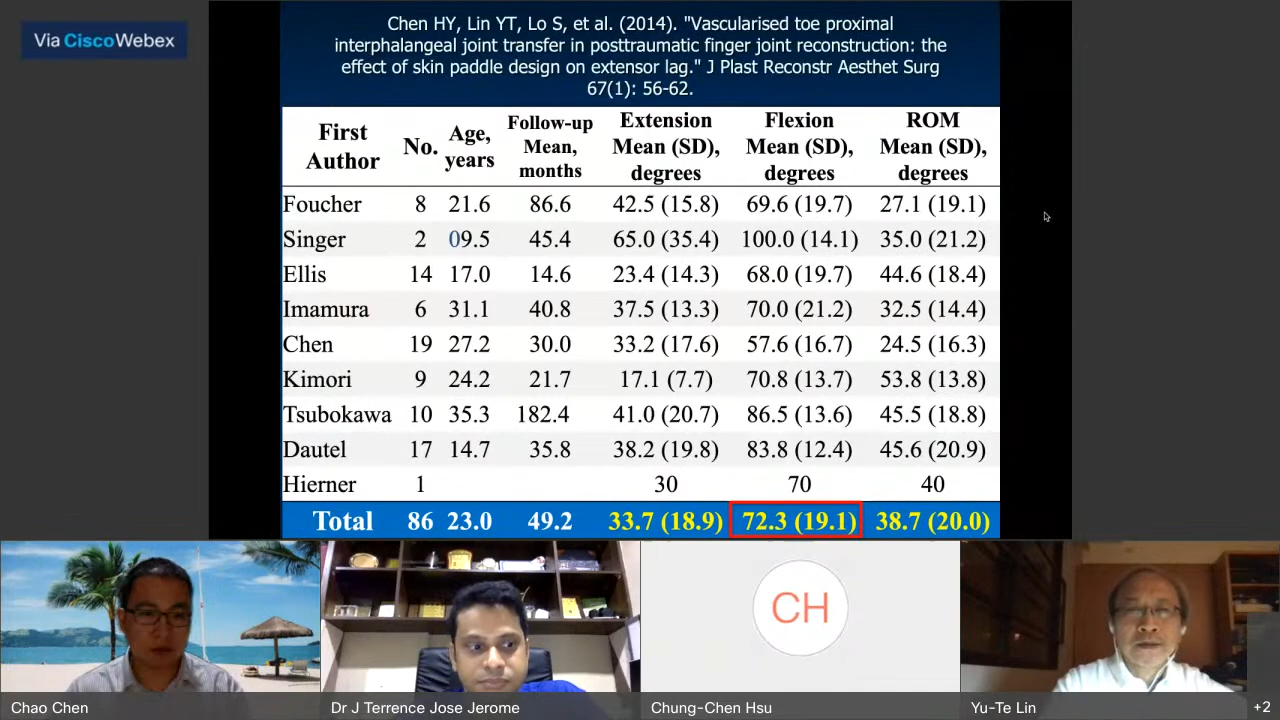 Via Cisco Webex
Chen HY, Lin YT, Lo S, et al. (2014). "Vascularised toe proximal
interphalangeal joint transfer in posttraumatic finger joint reconstruction: the
effect of skin paddle design on extensor lag." J Plast Reconstr Aesthet Surg
67(1): 56-62.
First Author No. Age, years Follow-up Mean, months Extension Mean (SD), degrees Flexion Mean (SD), degrees ROM Mean (SD), degrees
Foucher 8 21.6 86.6 42.5 (15.8) 69.6 (19.7) 27.1 (19.1)
Singer 2 09.5 45.4 65.0 (35.4) 100.0 (14.1) 35.0 (21.2)
Ellis 14 17.0 14.6 23.4 (14.3) 68.0 (19.7) 44.6 (18.4)
Imamura 6 31.1 40.8 37.5 (13.3) 70.0 (21.2) 32.5 (14.4)
Chen 19 27.2 30.0 33.2 (17.6) 57.6 (16.7) 24.5 (16.3)
Kimori 9 24.2 21.7 17.1 (7.7) 70.8 (13.7) 53.8 (13.8)
Tsubokawa 10 35.3 182.4 41.0 (20.7) 86.5 (13.6) 45.5 (18.8)
Dautel 17 14.7 35.8 38.2 (19.8) 83.8 (12.4) 45.6 (20.9)
Hierner 1 30 70 40
Total 86 23.0 49.2 33.7 (18.9) 72.3 (19.1) 38.7 (20.0)
CH
Chao Chen
Dr J Terrence Jose Jerome
Chung-Chen Hsu
Yu-Te Lin
+2